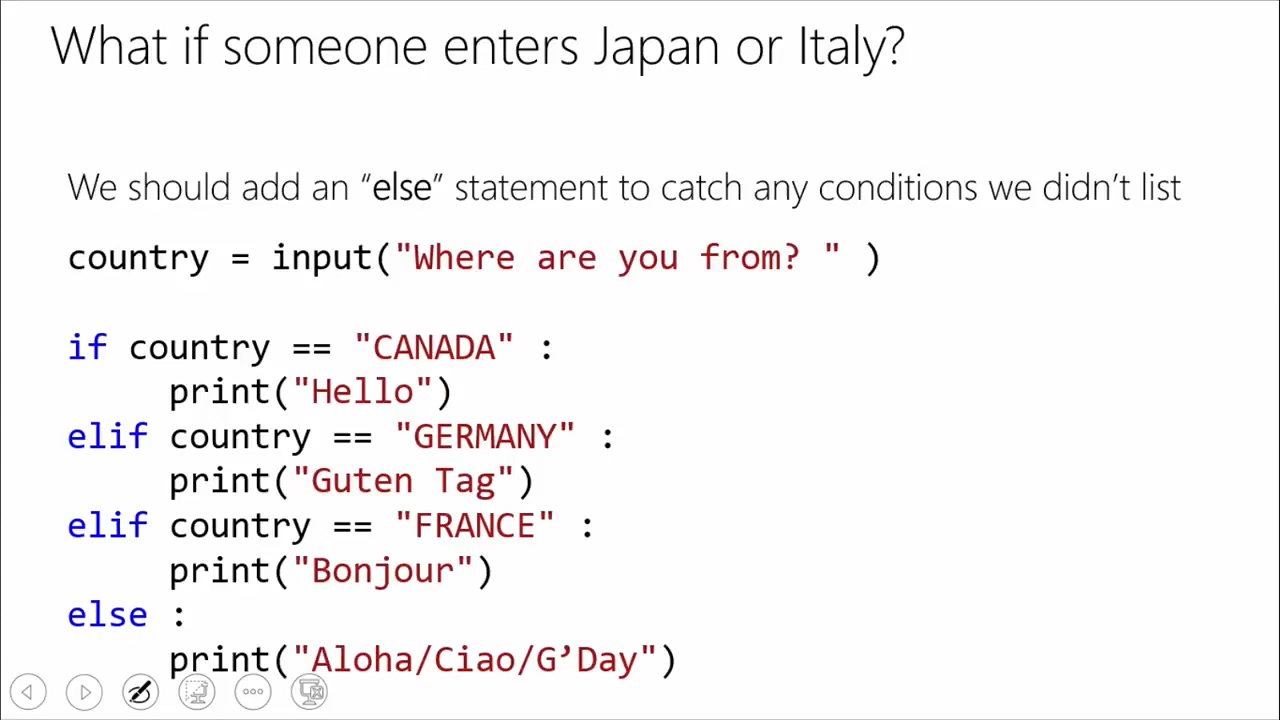 What if someone enters Japan or Italy?
We should add an “else” statement to catch any conditions we didn’t list
country = input("Where are you from? " )
if country == "CANADA" :
print("Hello")
elif country == "GERMANY" :
print("Guten Tag")
elif country == "FRANCE" :
print("Bonjour")
else :
print("Aloha/Ciao/G’Day")